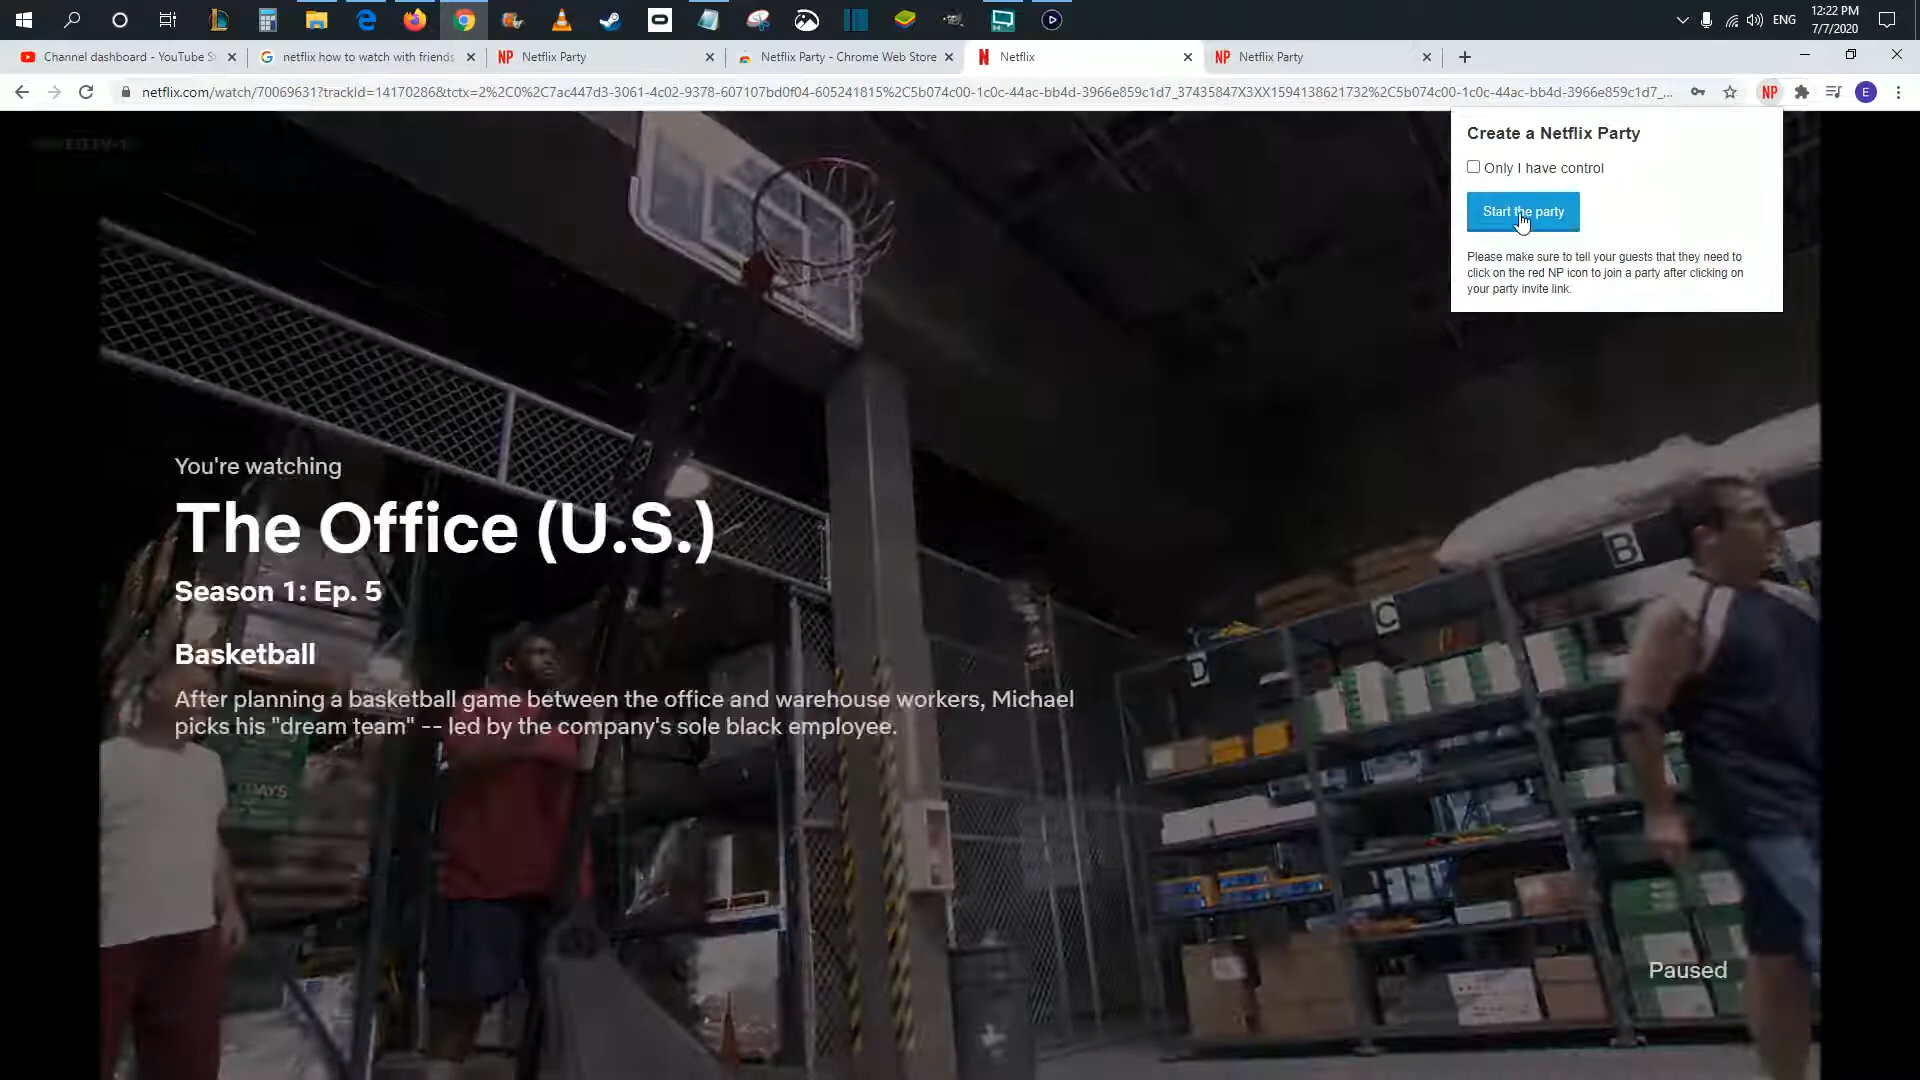 12:22 PM
ENG
7/7/2020
Channel dashboard - YouTube St
netflix how to watch with friends
NP Netflix Party
Netflix Party - Chrome Web Store
Netflix
NP Netflix Party
netflix.com/watch/70069631?trackId=14170286&tctx=2%2C0%2C7ac447d3-3061-4c02-9378-607107bd0f04-605241815%2C5b074c00-1c0c-44ac-bb4d-3966e859c1d7_37435847X3XX1594138621732%2C5b074c00-1c0c-44ac-bb4d-3966e859c1d7_...
NP
E
Create a Netflix Party
Only I have control
Start the party
Please make sure to tell your guests that they need to
click on the red NP icon to join a party after clicking on
your party invite link.
You're watching
The Office (U.S.)
Season 1: Ep. 5
Basketball
After planning a basketball game between the office and warehouse workers, Michael
picks his "dream team" -- led by the company's sole black employee.
B
C
D
DAYS
Paused